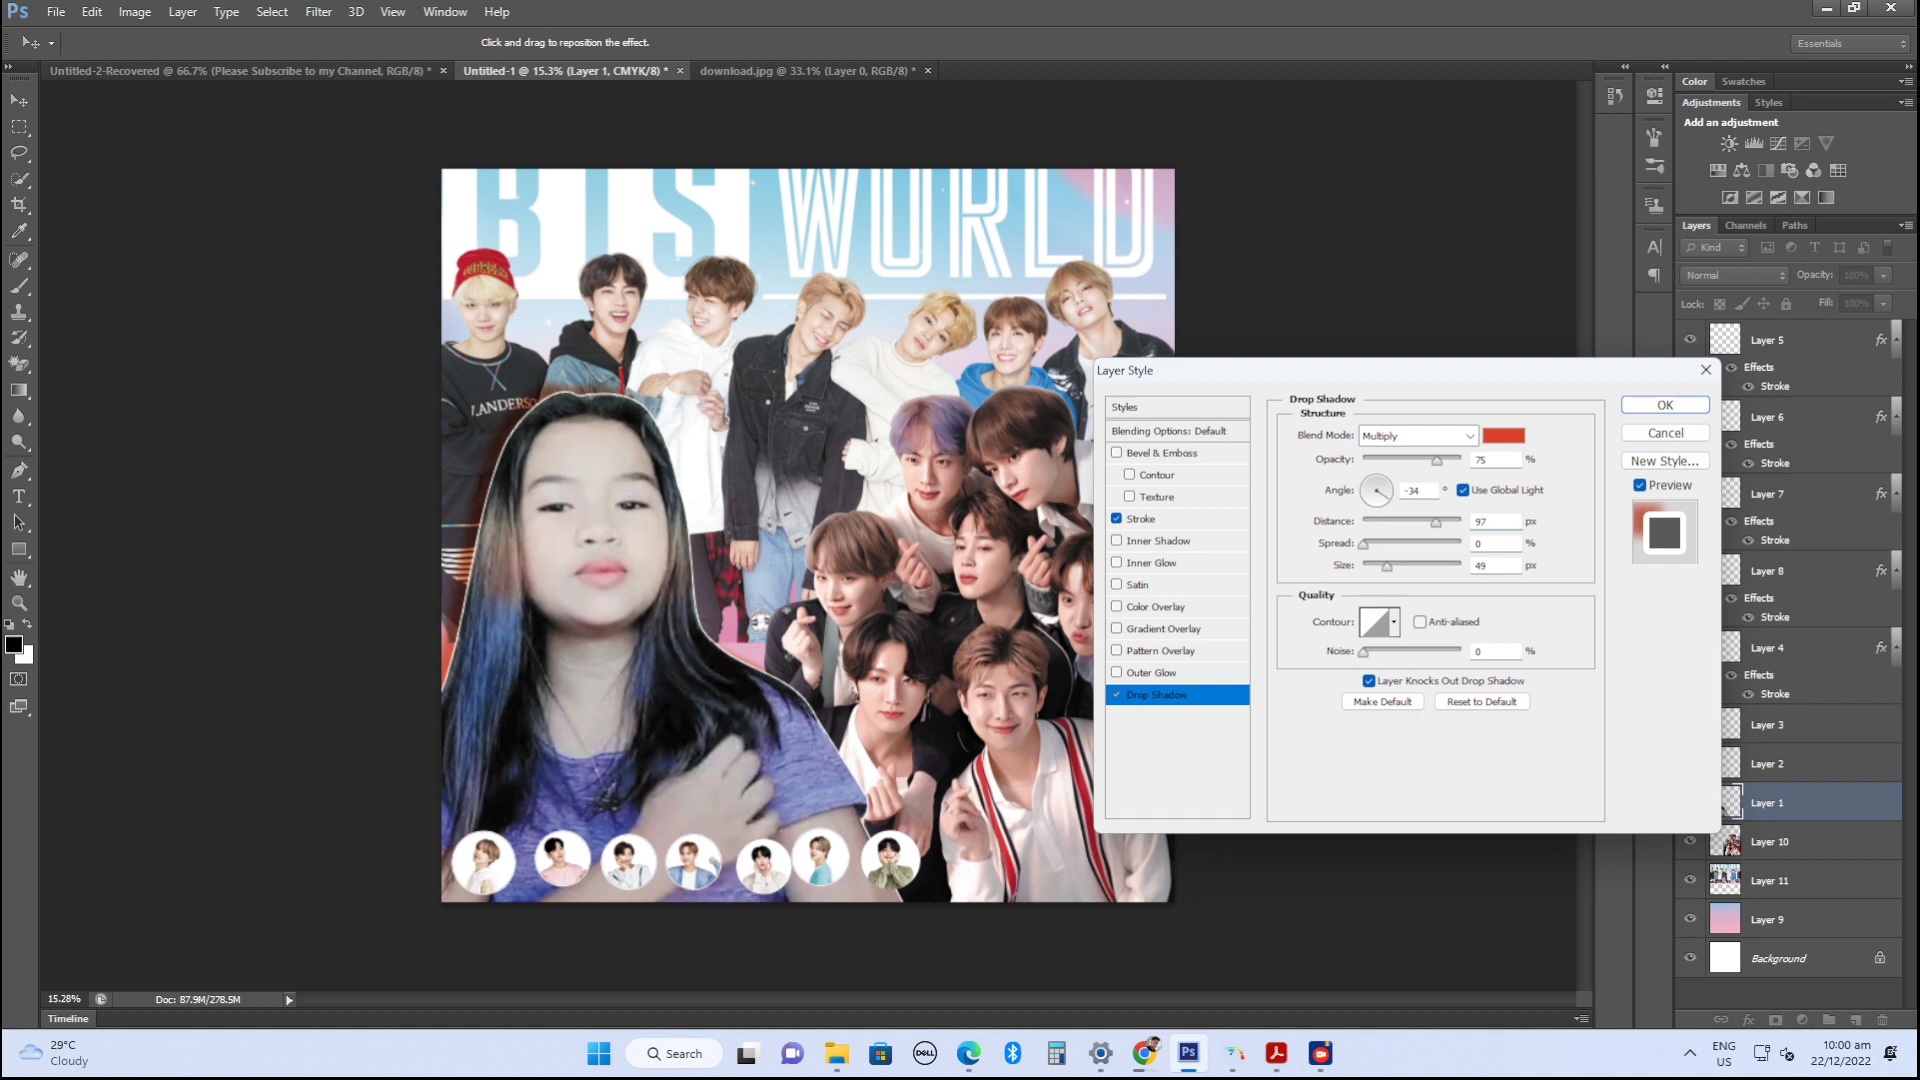 Ps File Edit Image Layer Type Select Filter 3D View Window Help
Click and drag to reposition the effect.
Essentials
Untitled-2-Recovered @ 66.7% (Please Subscribe to my Channel, RGB/8) *
Untitled-1 @ 15.3% (Layer 1, CMYK/8) *
download.jpg @ 33.1% (Layer 0, RGB/8) *
BTS WORLD
SUPREME
LANDERS
Layer Style
Styles
Blending Options: Default
Bevel & Emboss
Contour
Texture
Stroke
Inner Shadow
Inner Glow
Satin
Color Overlay
Gradient Overlay
Pattern Overlay
Outer Glow
Drop Shadow
Drop Shadow
Structure
Blend Mode: Multiply
Opacity: 75 %
Angle: -34 ° Use Global Light
Distance: 97 px
Spread: 0 %
Size: 49 px
Quality
Contour: Anti-aliased
Noise: 0 %
Layer Knocks Out Drop Shadow
Make Default Reset to Default
OK
Cancel
New Style...
Preview
Color Swatches
Adjustments Styles
Add an adjustment
Layers Channels Paths
Kind
Normal Opacity: 100%
Lock: Fill: 100%
Layer 5 fx
Effects
Stroke
Layer 6 fx
Effects
Stroke
Layer 7 fx
Effects
Stroke
Layer 8 fx
Effects
Stroke
Layer 4 fx
Effects
Stroke
Layer 3
Layer 2
Layer 1
Layer 10
Layer 11
Layer 9
Background
15.28% Doc: 87.9M/278.5M
Timeline
29°C
Cloudy
Search
DELL
Ps
ENG
US
10:00 am
22/12/2022